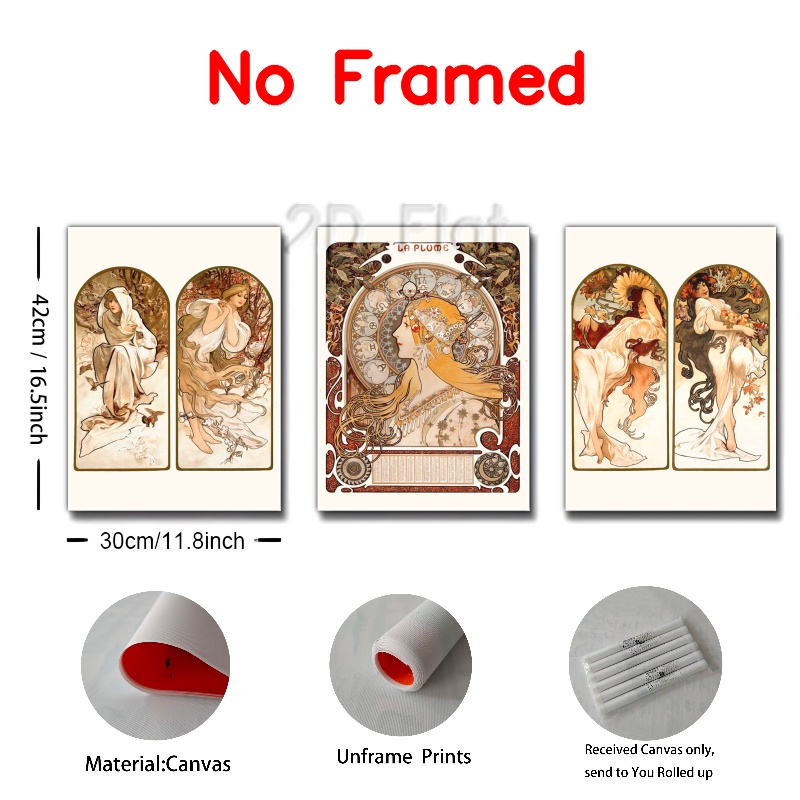 No Framed
2D Flat
LA PLUME
42cm / 16.5inch
30cm/11.8inch
Material:Canvas
Unframe Prints
Received Canvas only,
send to You Rolled up